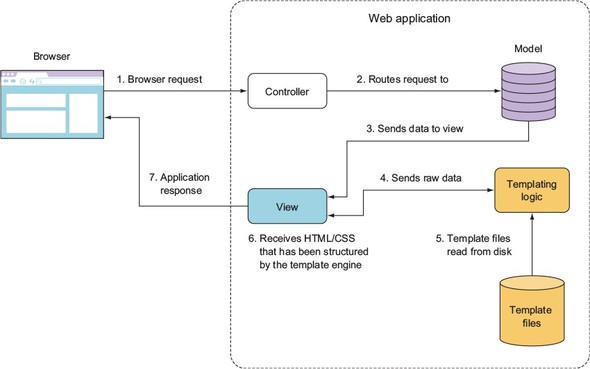 Web application
Browser
Model
1. Browser request
Controller
2. Routes request to
3. Sends data to view
7. Application
response
View
4. Sends raw data
Templating
logic
6. Receives HTML/CSS
that has been structured
by the template engine
5. Template files
read from disk
Template
files